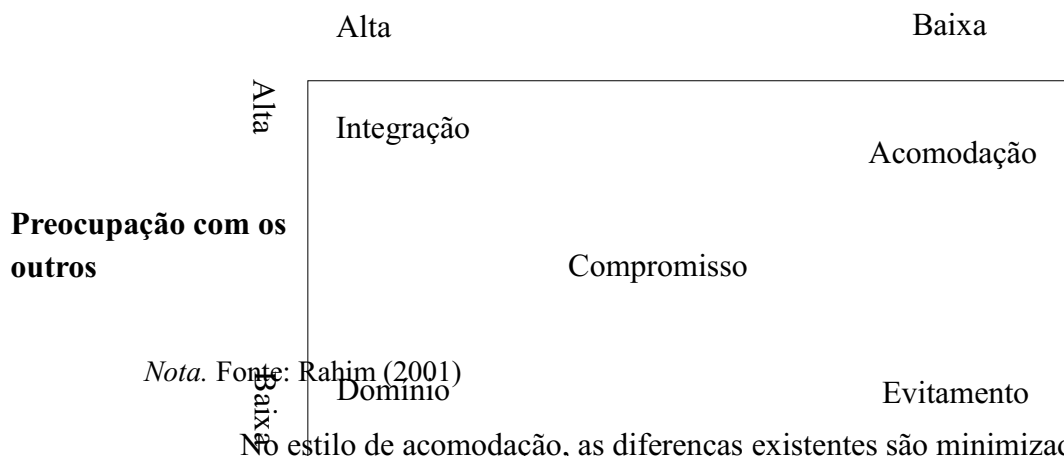 Alta Baixa
Alta
Integração
Acomodação
Preocupação com os
outros
Compromisso
Nota. Fonte: Rahim (2001)
Baixa
Domínio Evitamento
No estilo de acomodação, as diferenças existentes são